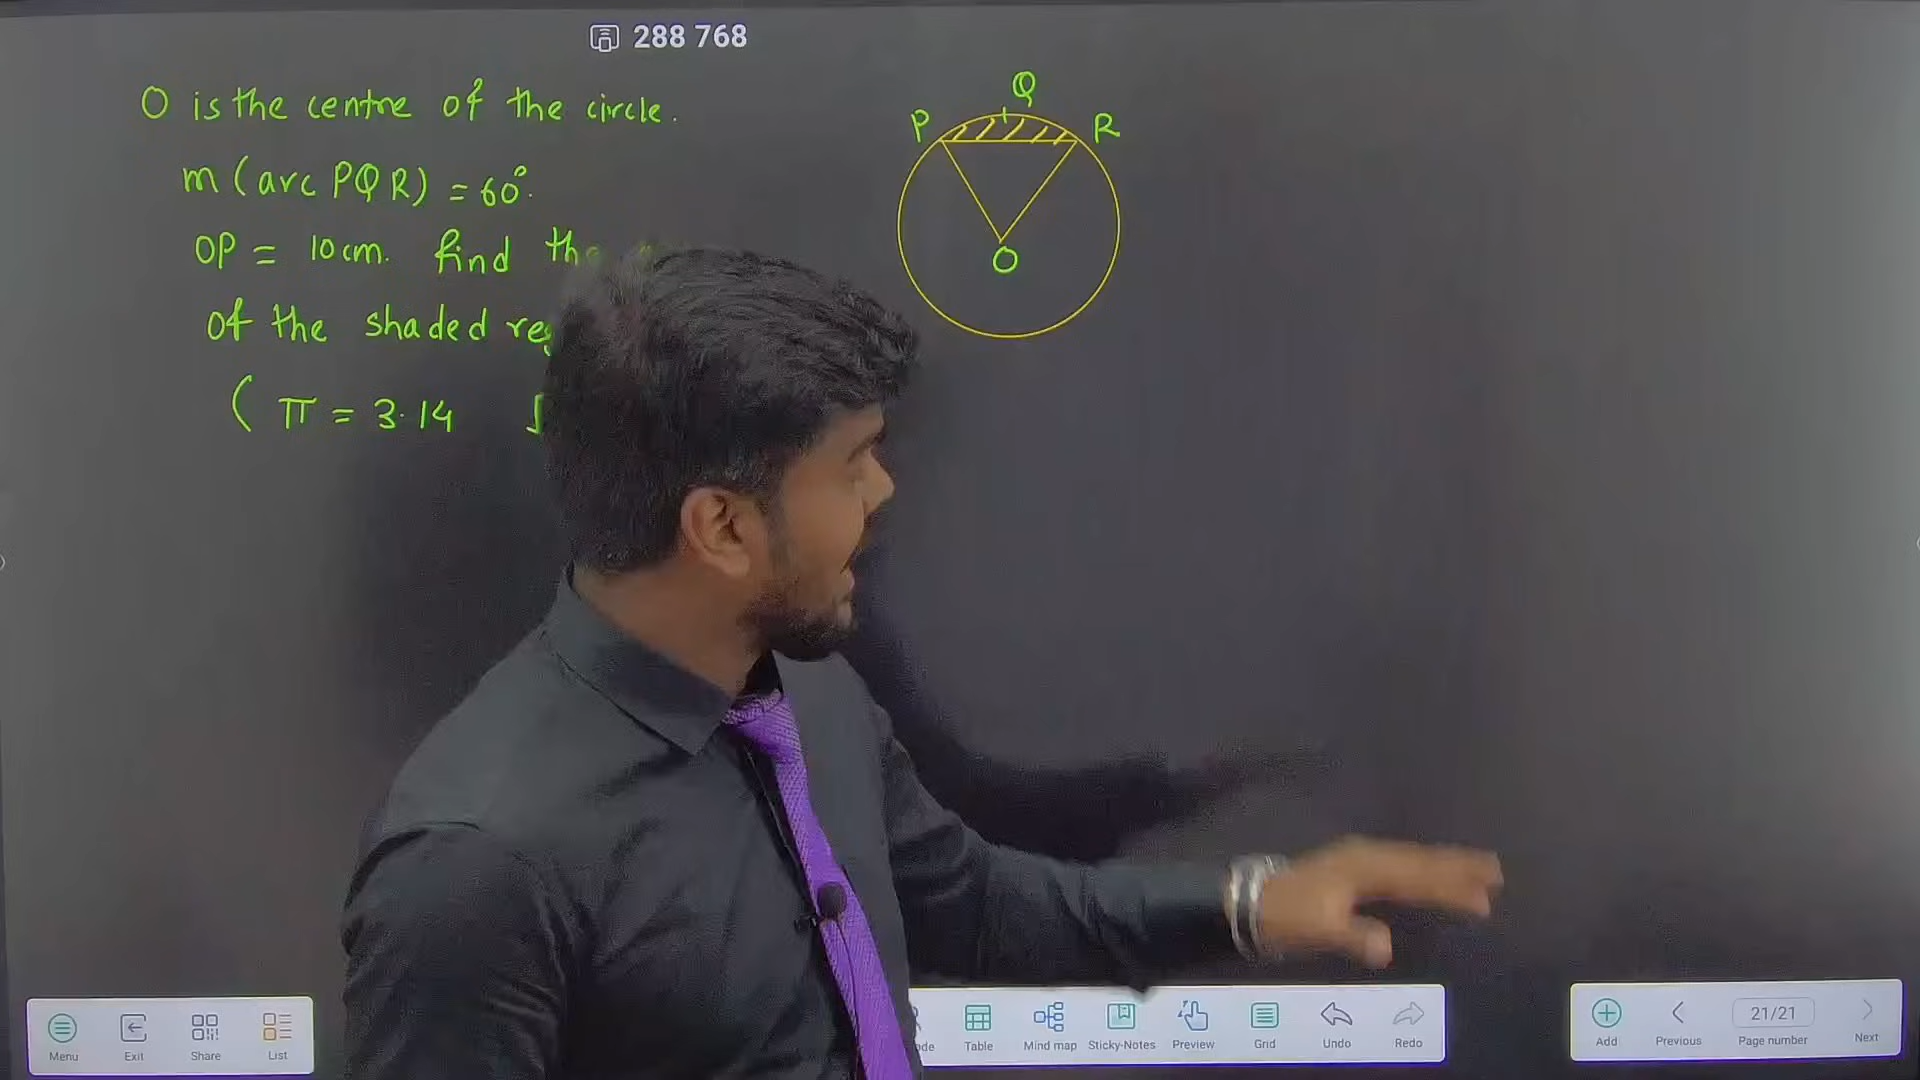 288 768
O is the centre of the circle.
m (arc PQR) = 60°.
OP = 10 cm. find the
of the shaded
( π = 3.14
Q
P
R
O
Menu
Exit
Share
List
Table
Mind map
Sticky-Notes
Preview
Grid
Undo
Redo
Add
Previous
21/21
Page number
Next